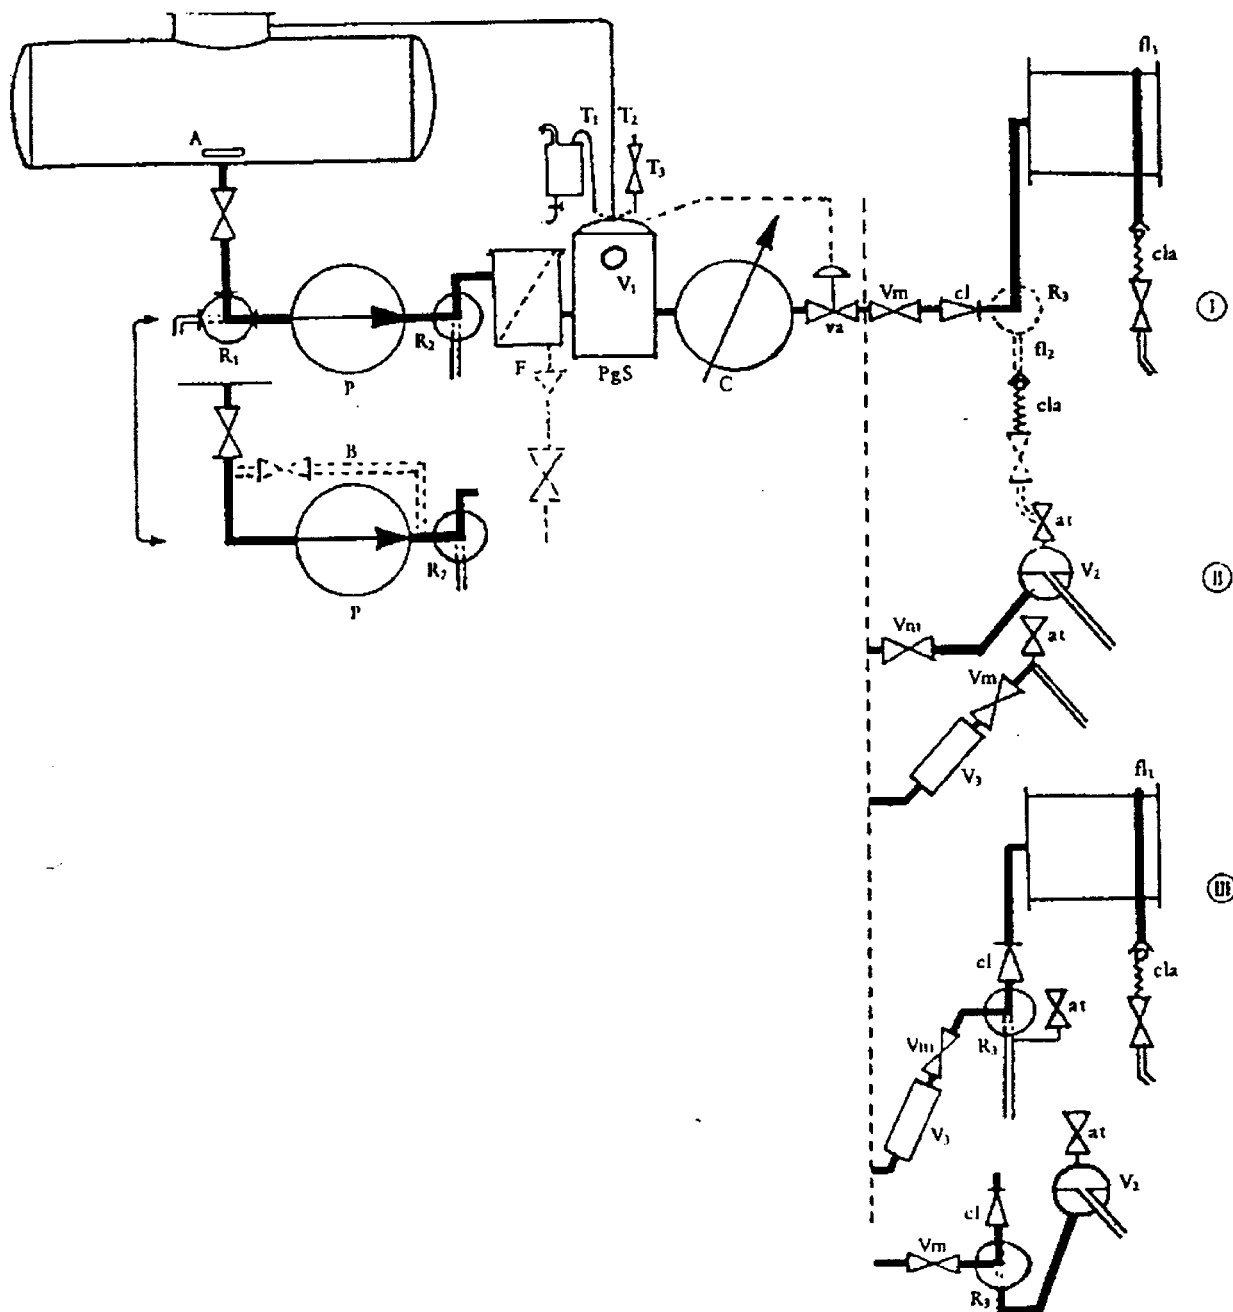 fl₁
A
T₁ T₂
T₃
cla
V₁
R₁
P
R₂
F
PgS
C
va
Vm
cl
R₃
I
fl₂
cla
B
at
R₂
P
V₂
II
Vm
at
Vm
V₃
fl₁
III
cl
cla
at
Vm
R₃
V₃
at
V₂
cl
Vm
R₃